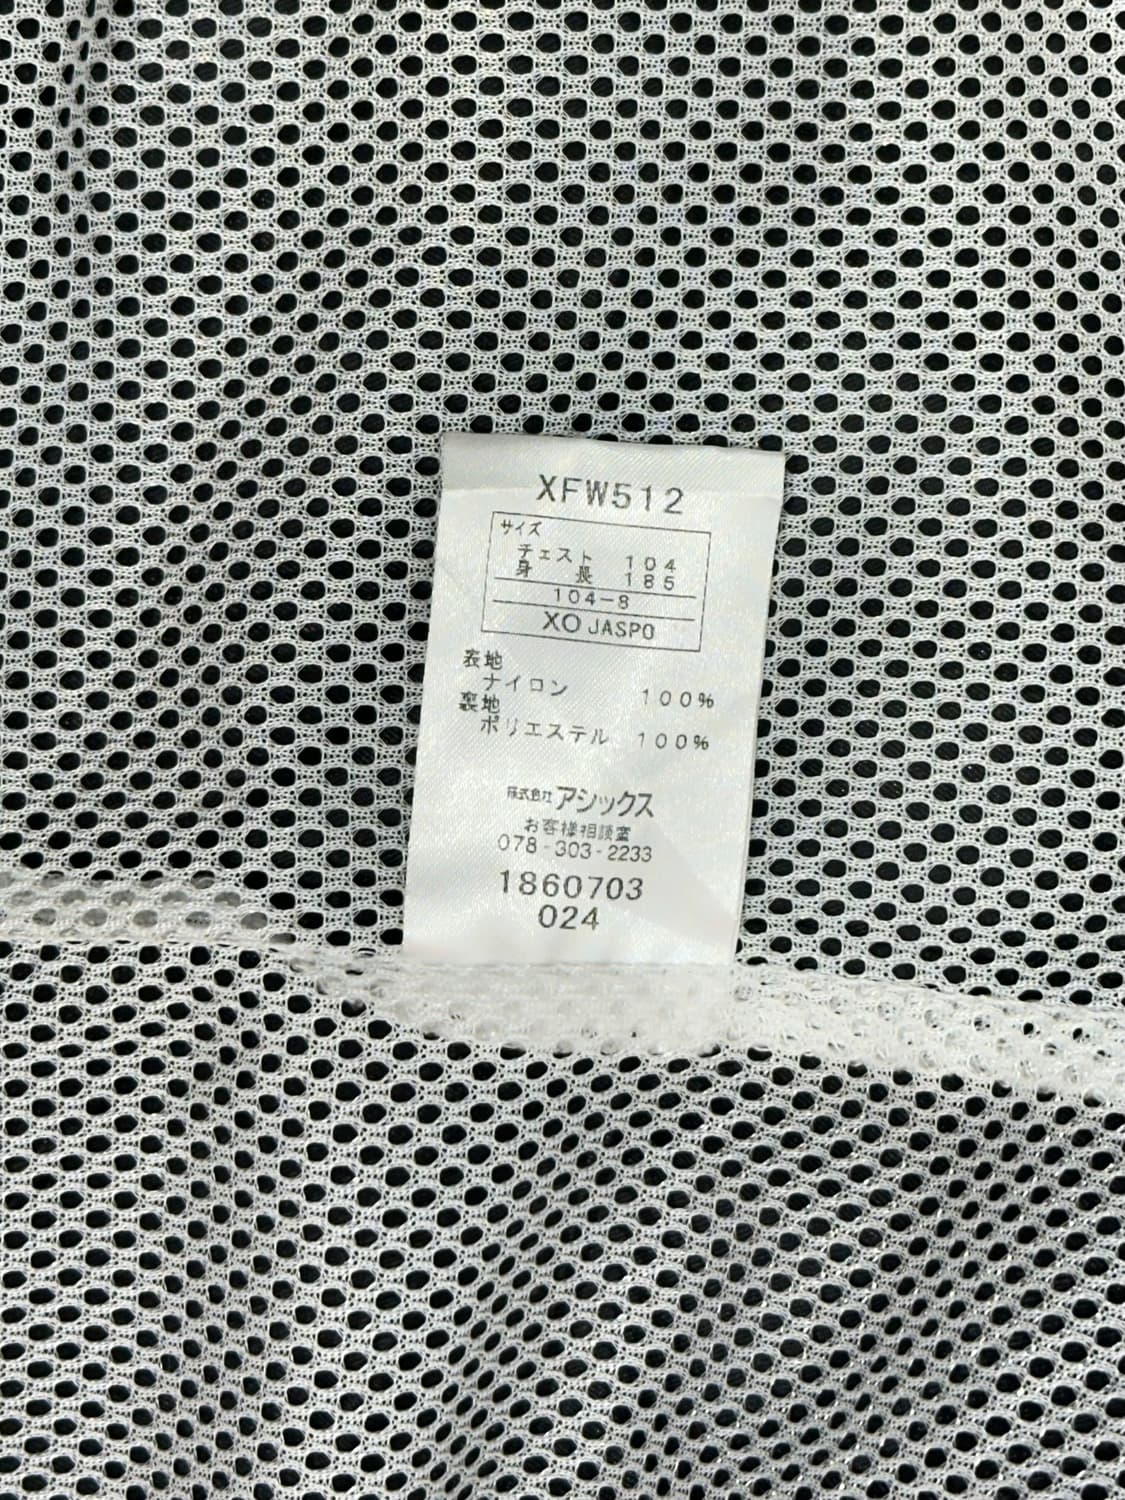 XFW512
サイズ
チェスト 104
身長 185
104-8
XO JASPO
表地
ナイロン 100%
裏地
ポリエステル 100%
株式会社アシックス
お客様相談室
078-303-2233
1860703
024